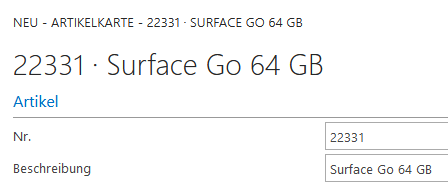 NEU - ARTIKELKARTE - 22331 · SURFACE GO 64 GB
22331 · Surface Go 64 GB
Artikel
Nr. 22331
Beschreibung Surface Go 64 GB